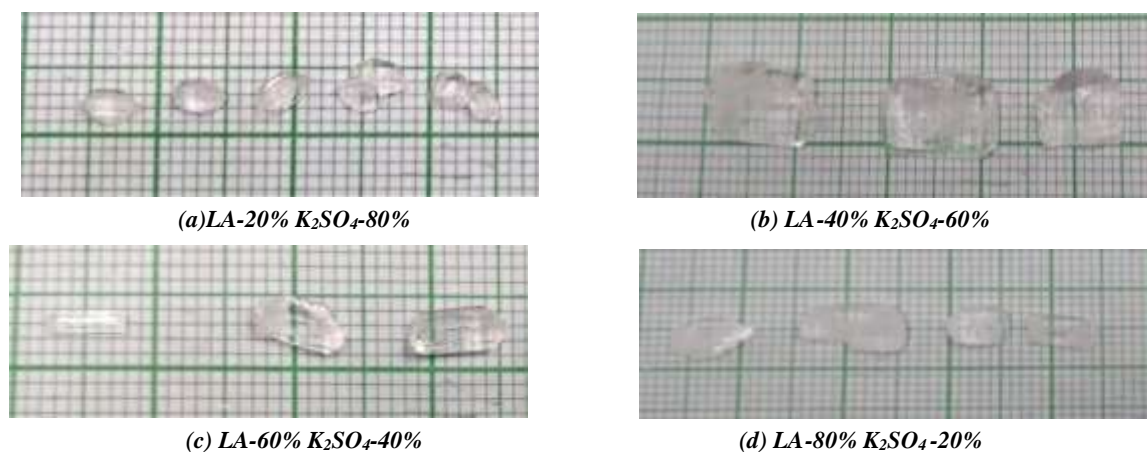 (a)LA-20% K₂SO₄-80%
(b) LA-40% K₂SO₄-60%
(c) LA-60% K₂SO₄-40%
(d) LA-80% K₂SO₄ -20%